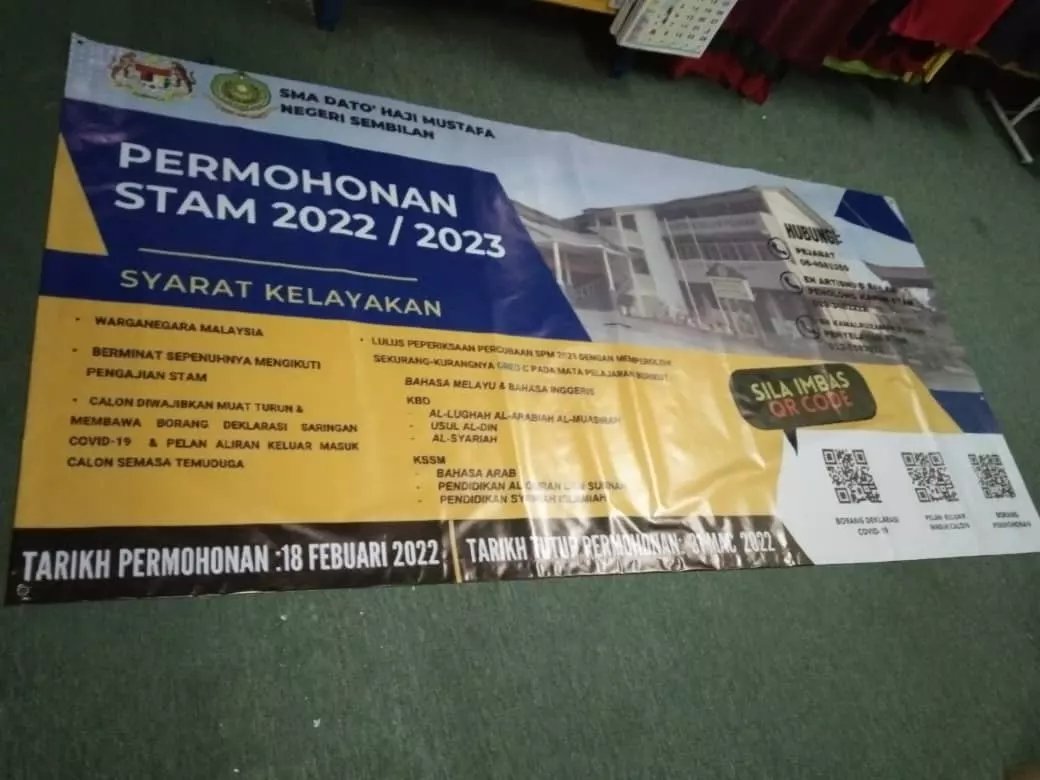 SMA DATO' HAJI MUSTAFA
NEGERI SEMBILAN
PERMOHONAN
STAM 2022 / 2023
SYARAT KELAYAKAN
• WARGANEGARA MALAYSIA
• BERMINAT SEPENUHNYA MENGIKUTI
PENGAJIAN STAM
• CALON DIWAJIBKAN MUAT TURUN &
MEMBAWA BORANG DEKLARASI SARINGAN
COVID-19 & PELAN ALIRAN KELUAR MASUK
CALON SEMASA TEMUDUGA
• LULUS PEPERIKSAAN PERCUBAAN SPM 2021 DENGAN MEMPEROLEH
SEKURANG-KURANGNYA GRED C PADA MATA PELAJARAN BERIKUT
BAHASA MELAYU & BAHASA INGGERIS
KBD
- AL-LUGHAH AL-ARABIAH AL-MUASIRAH
- USUL AL-DIN
- AL-SYARIAH
KSSM
- BAHASA ARAB
- PENDIDIKAN AL QURAN DAN SUNNAH
- PENDIDIKAN SYARIAH ISLAMIAH
HUBUNGI
PEJABAT
SILA IMBAS
QR CODE
BORANG DEKLARASI
COVID-19
PELAN KELUAR
MASUK CALON
BORANG
PERMOHONAN
TARIKH PERMOHONAN :18 FEBUARI 2022
TARIKH TUTUP PERMOHONAN: MAC 2022